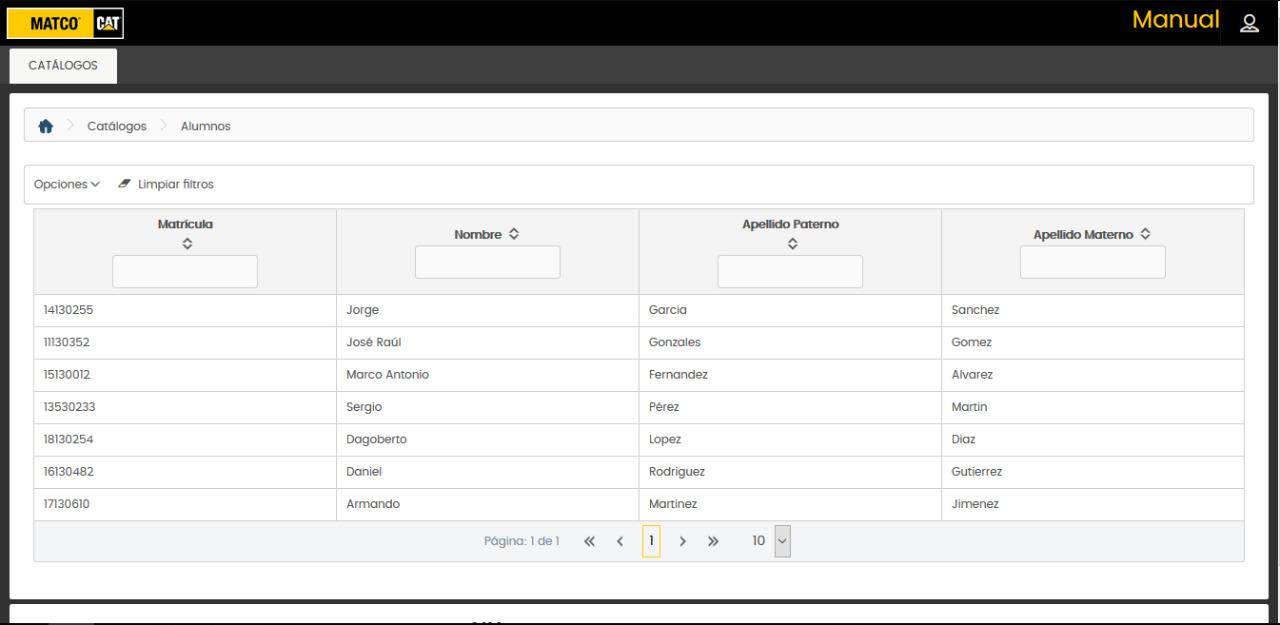 MATCO CAT
Manual
CATÁLOGOS
Catálogos Alumnos
Opciones Limpiar filtros
Matrícula Nombre Apellido Paterno Apellido Materno
14130255 Jorge Garcia Sanchez
11130352 José Raúl Gonzales Gomez
15130012 Marco Antonio Fernandez Alvarez
13530233 Sergio Pérez Martin
18130254 Dagoberto Lopez Diaz
16130482 Daniel Rodriguez Gutierrez
17130610 Armando Martinez Jimenez
Página: 1 de 1 1 10